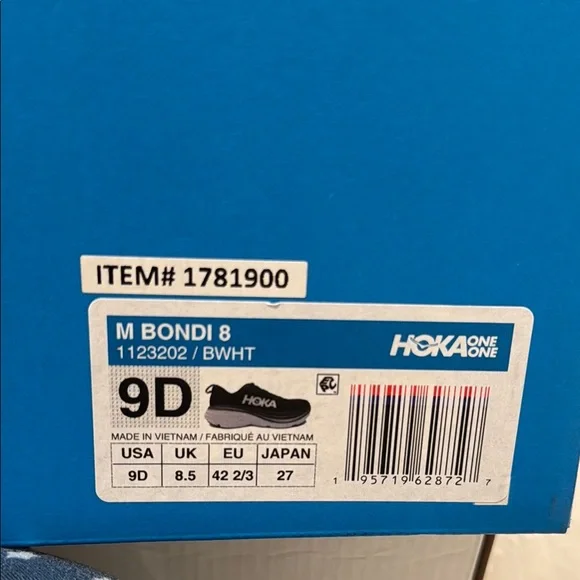 ITEM# 1781900
M BONDI 8
1123202 / BWHT
HOKA ONE ONE
9D
HOKA
MADE IN VIETNAM / FABRIQUÉ AU VIETNAM
USA UK EU JAPAN
9D 8.5 42 2/3 27
1 95719 62872 7